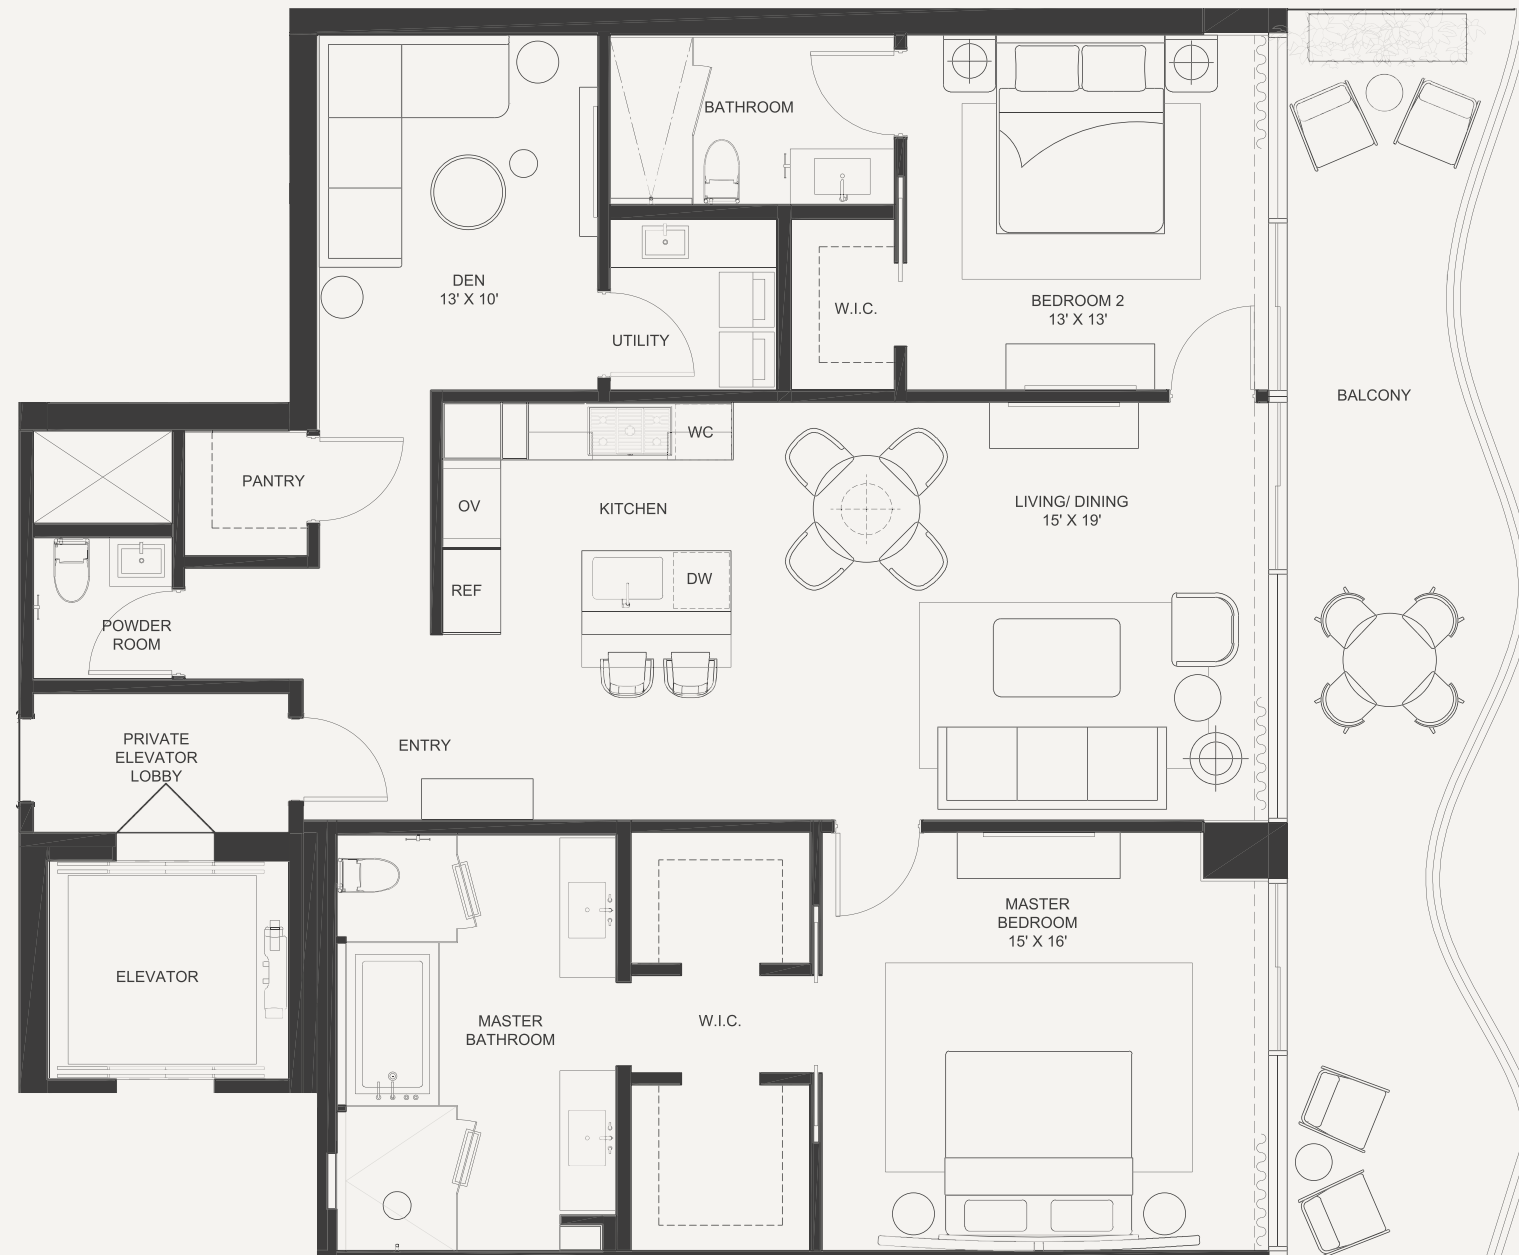 BATHROOM
DEN
13' X 10'
UTILITY
W.I.C.
BEDROOM 2
13' X 13'
BALCONY
WC
PANTRY
OV
KITCHEN
LIVING/ DINING
15' X 19'
REF
DW
POWDER
ROOM
PRIVATE
ELEVATOR
LOBBY
ENTRY
MASTER
BEDROOM
15' X 16'
ELEVATOR
MASTER
BATHROOM
W.I.C.